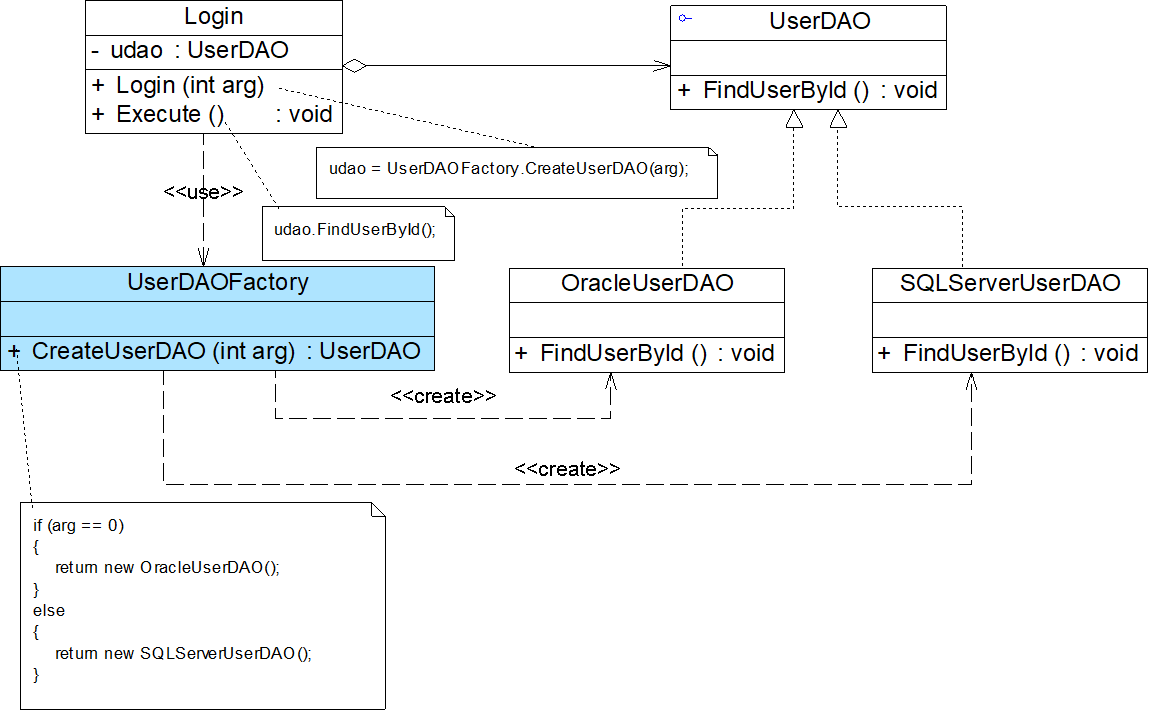 Login
- udao : UserDAO
+ Login (int arg)
+ Execute () : void
UserDAO
+ FindUserById () : void
udao = UserDAOFactory.CreateUserDAO(arg);
<<use>>
udao.FindUserById();
UserDAOFactory
+ CreateUserDAO (int arg) : UserDAO
OracleUserDAO
+ FindUserById () : void
SQLServerUserDAO
+ FindUserById () : void
<<create>>
<<create>>
if (arg == 0)
{
return new OracleUserDAO();
}
else
{
return new SQLServerUserDAO();
}